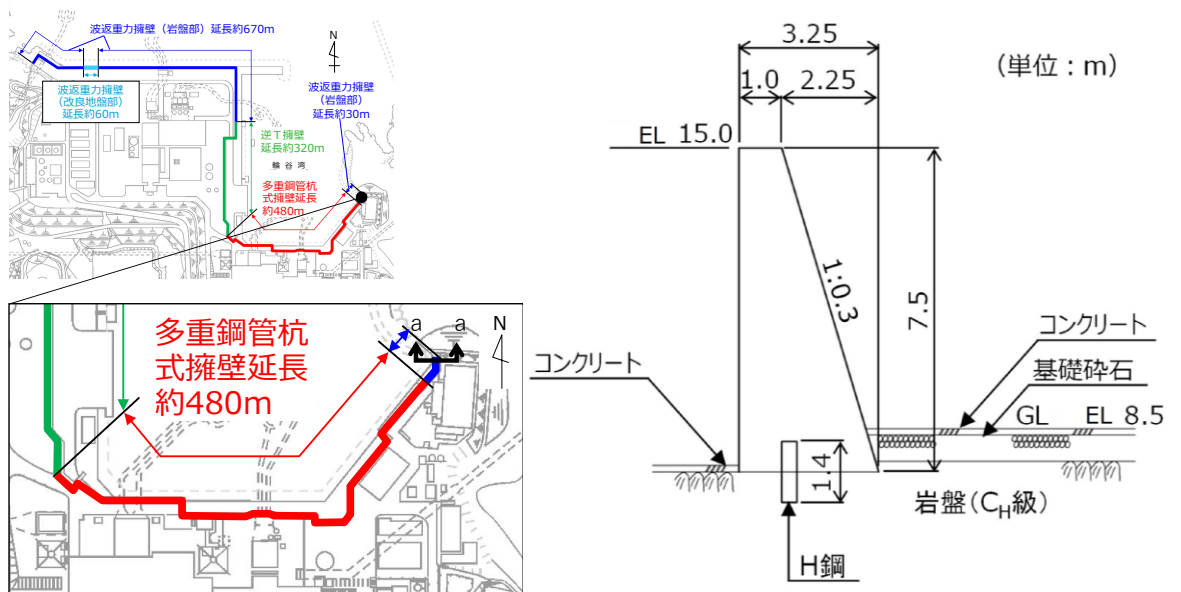 波返重力擁壁（岩盤部）延長約670m
N
波返重力擁壁
（改良地盤部）
延長約60m
波返重力擁壁
（岩盤部）
延長約30m
逆T擁壁
延長約320m
輪谷湾
多重鋼管杭
式擁壁延長
約480m
多重鋼管杭
式擁壁延長
約480m
a
a
N
3.25
1.0
2.25
（単位：m）
EL 15.0
1:0.3
7.5
コンクリート
コンクリート
基礎砕石
GL
EL 8.5
1.4
岩盤(CH級)
H鋼